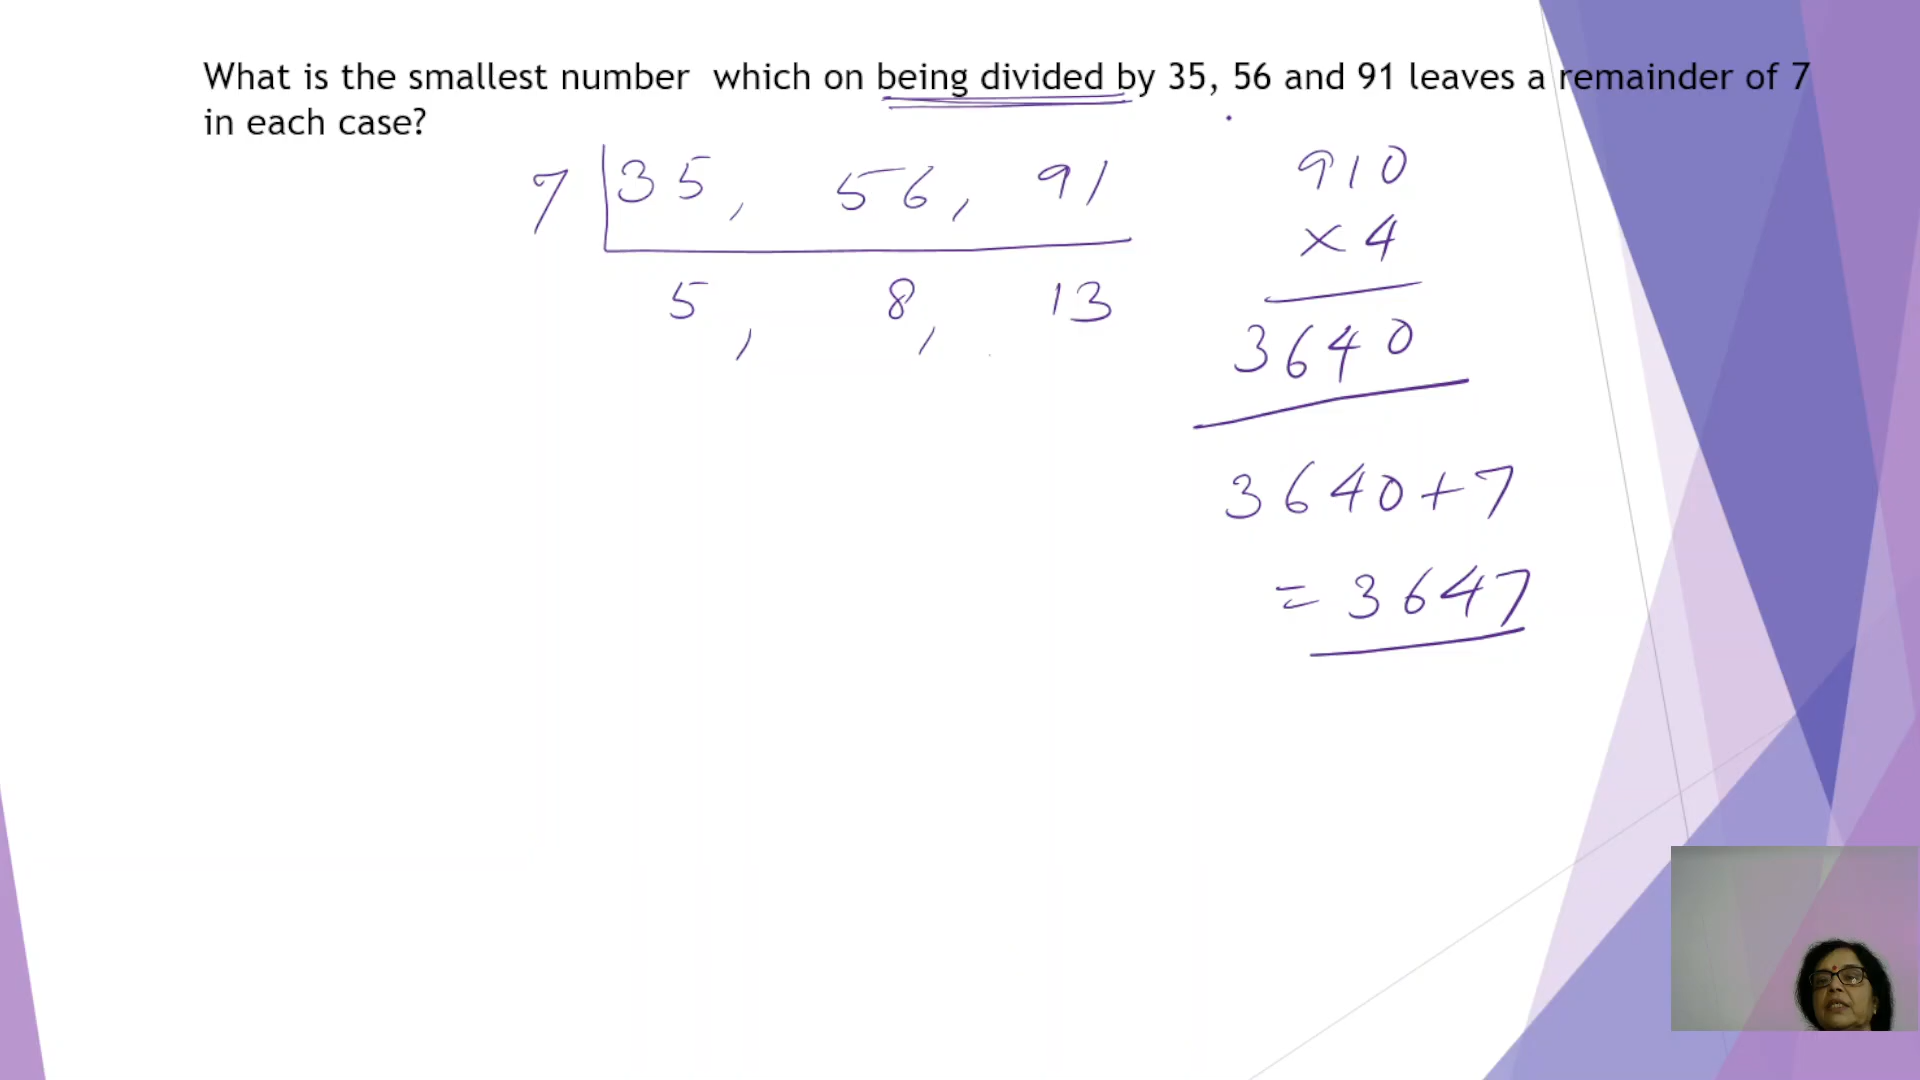 What is the smallest number which on being divided by 35, 56 and 91 leaves a remainder of 7
in each case?
7 35, 56, 91
5, 8, 13
910
×4
3640
3640+7
= 3647